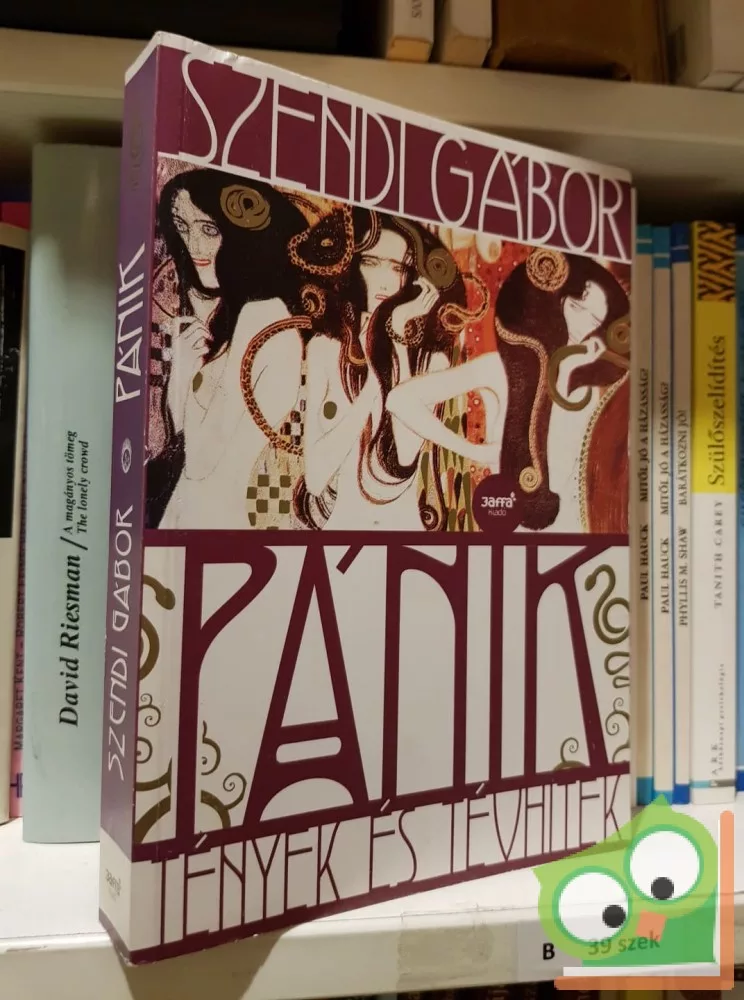 SZENDI GÁBOR
Jaffa
kiadó
PÁNIK
TÉNYEK ÉS TÉVHITEK
SZENDI GÁBOR PÁNIK
Jaffa
David Riesman / A magányos tömeg
The lonely crowd
PAUL HAUCK MITŐL JÓ A HÁZASSÁG?
PAUL HAUCK MITŐL JÓ A HÁZASSÁG?
PHYLLIS M. SHAW BARÁTKOZNI JÓ!
TANITH CAREY Szülőszelídítés
B
39 szek